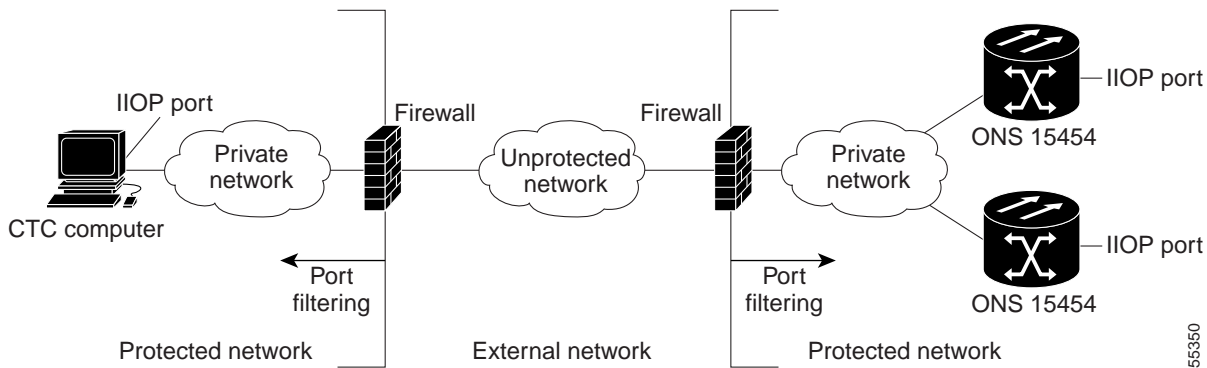 IIOP port
Private
network
CTC computer
Firewall
Unprotected
network
Firewall
Private
network
IIOP port
ONS 15454
IIOP port
ONS 15454
Port
filtering
Port
filtering
Protected network
External network
Protected network
55350